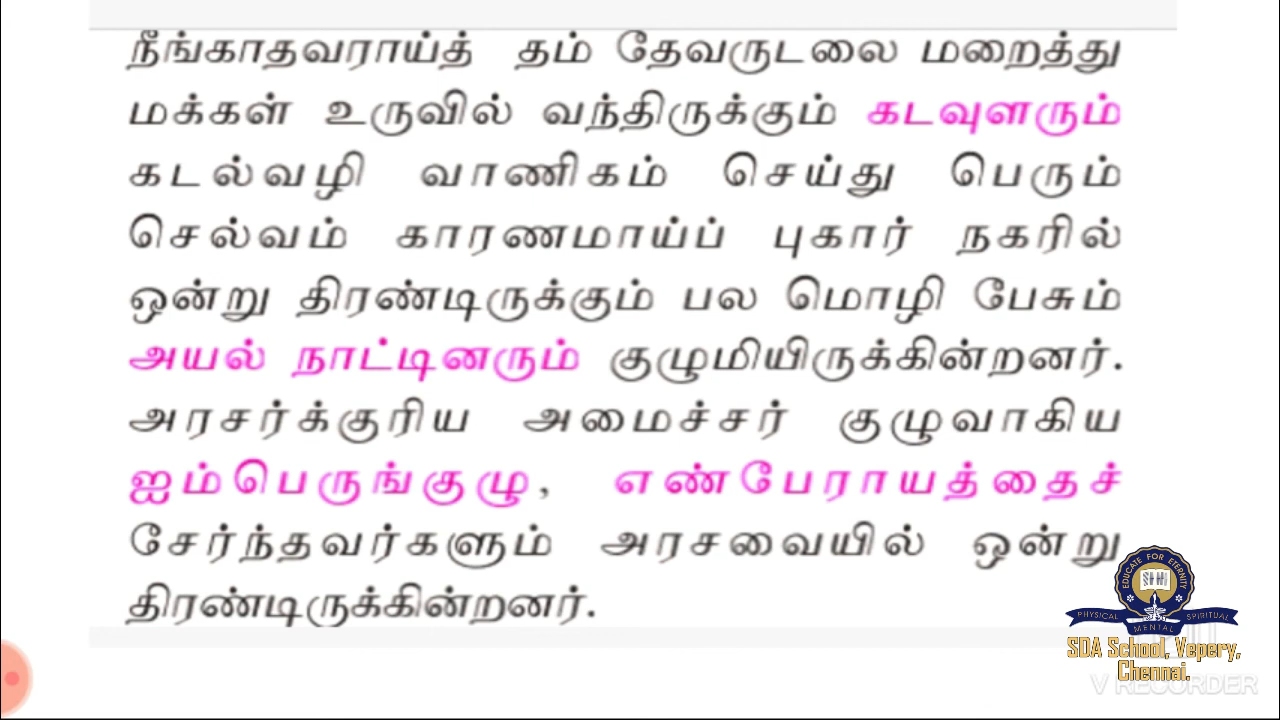 நீங்காதவராய்த் தம் தேவருடலை மறைத்து
மக்கள் உருவில் வந்திருக்கும் கடவுளரும்
கடல்வழி வாணிகம் செய்து பெரும்
செல்வம் காரணமாய்ப் புகார் நகரில்
ஒன்று திரண்டிருக்கும் பல மொழி பேசும்
அயல் நாட்டினரும் குழுமியிருக்கின்றனர்.
அரசர்க்குரிய அமைச்சர் குழுவாகிய
ஐம்பெருங்குழு, எண்பேராயத்தைச்
சேர்ந்தவர்களும் அரசவையில் ஒன்று
திரண்டிருக்கின்றனர்.
EDUCATE FOR ETERNITY
PHYSICAL MENTAL SPIRITUAL
SDA School, Vepery,
Chennai.
V RECORDER